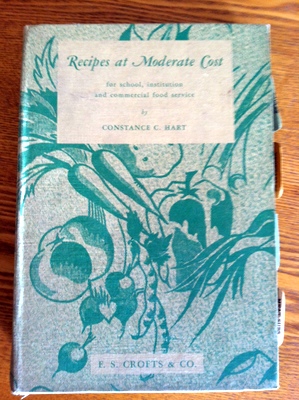 Recipes at Moderate Cost
for school, institution
and commercial food service
by
CONSTANCE C. HART
F. S. CROFTS & CO.